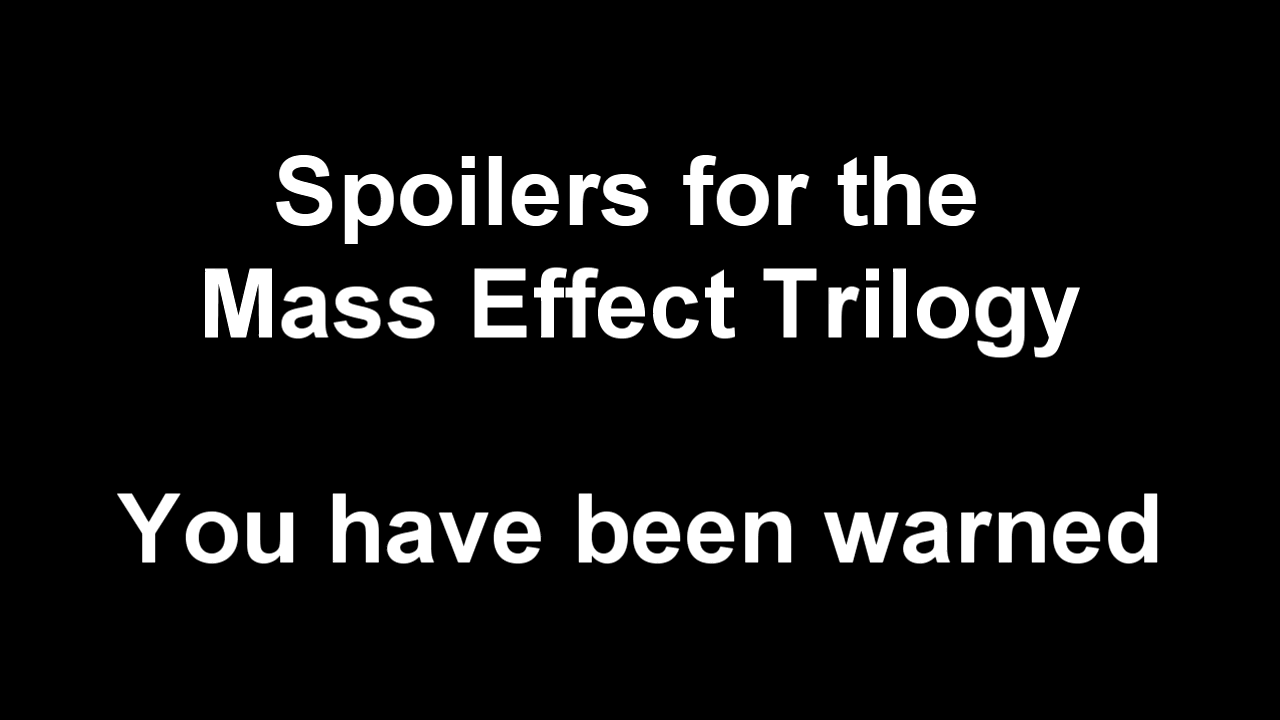 Spoilers for the
Mass Effect Trilogy
You have been warned